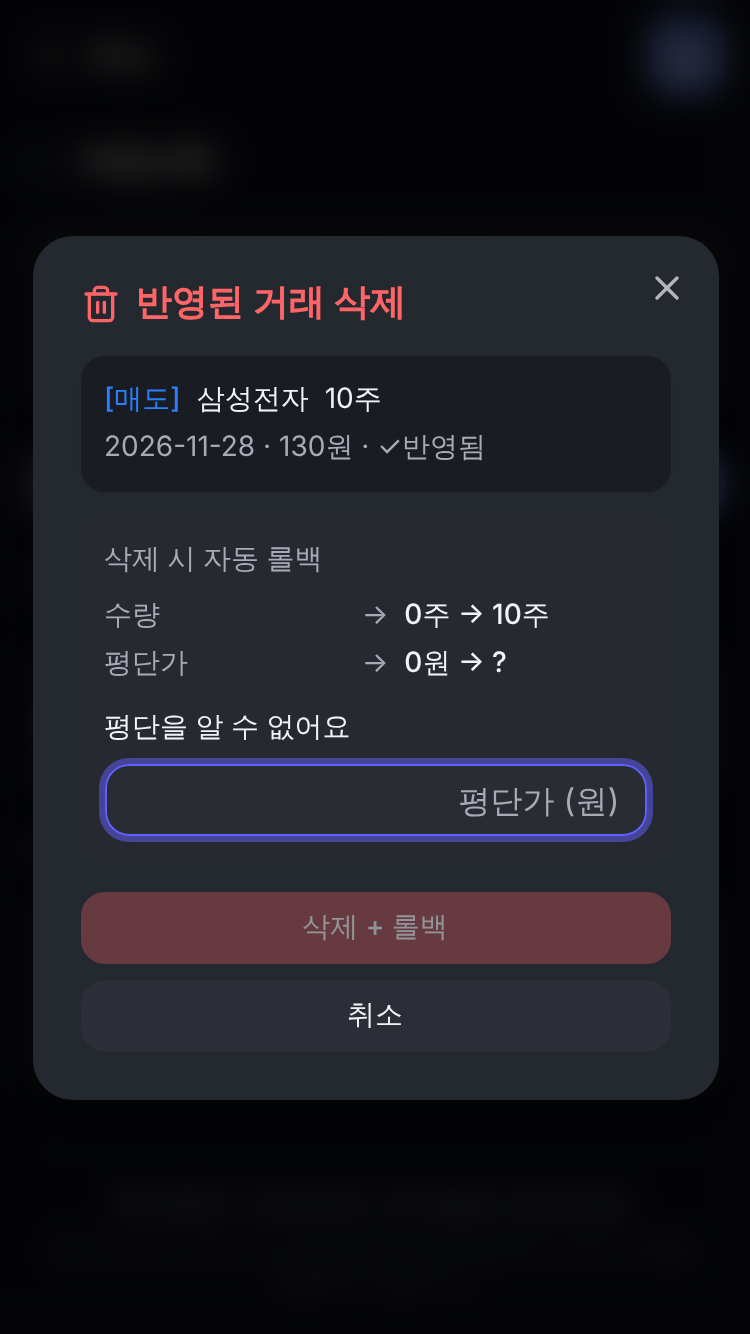 반영된 거래 삭제
[매도] 삼성전자 10주
2026-11-28 · 130원 · ✓반영됨
삭제 시 자동 롤백
수량 → 0주 → 10주
평단가 → 0원 → ?
평단을 알 수 없어요
평단가 (원)
삭제 + 롤백
취소